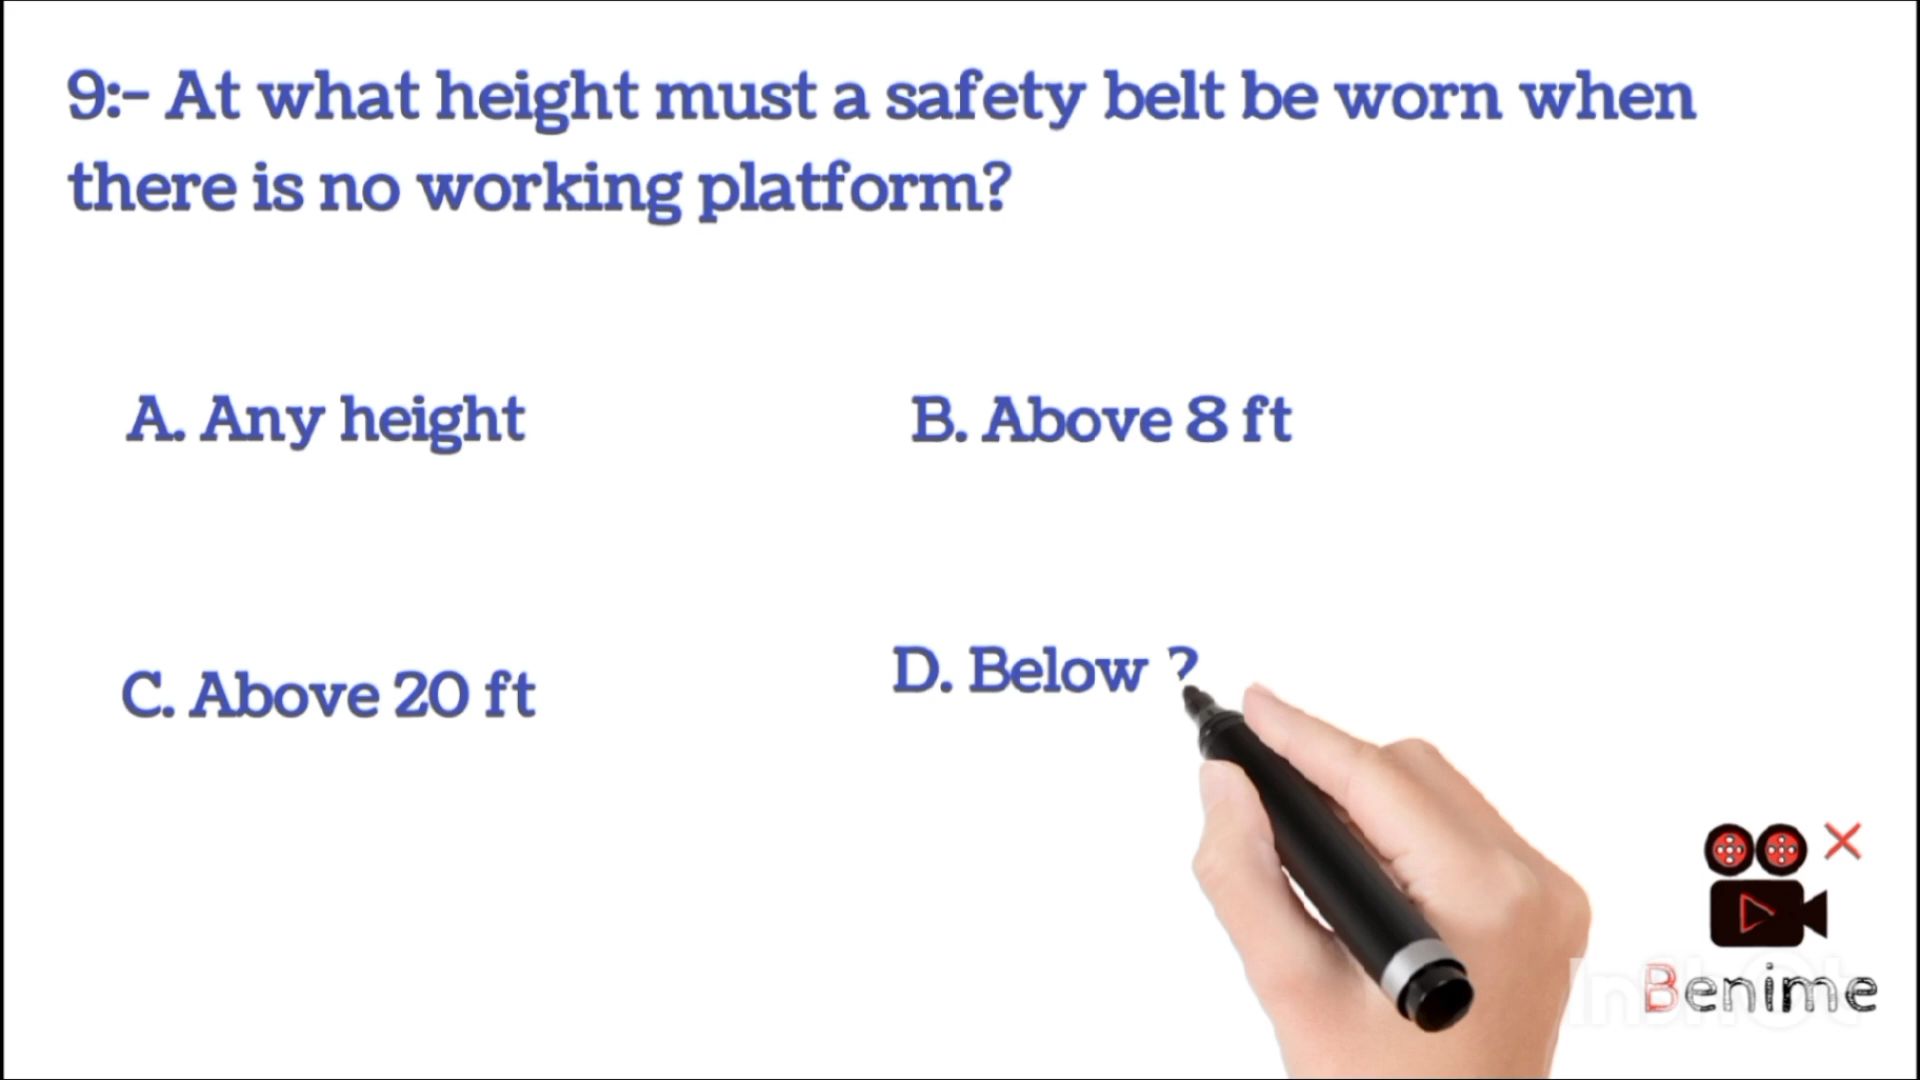 9:- At what height must a safety belt be worn when
there is no working platform?
A. Any height
B. Above 8 ft
C. Above 20 ft
D. Below
Benime
InShOt